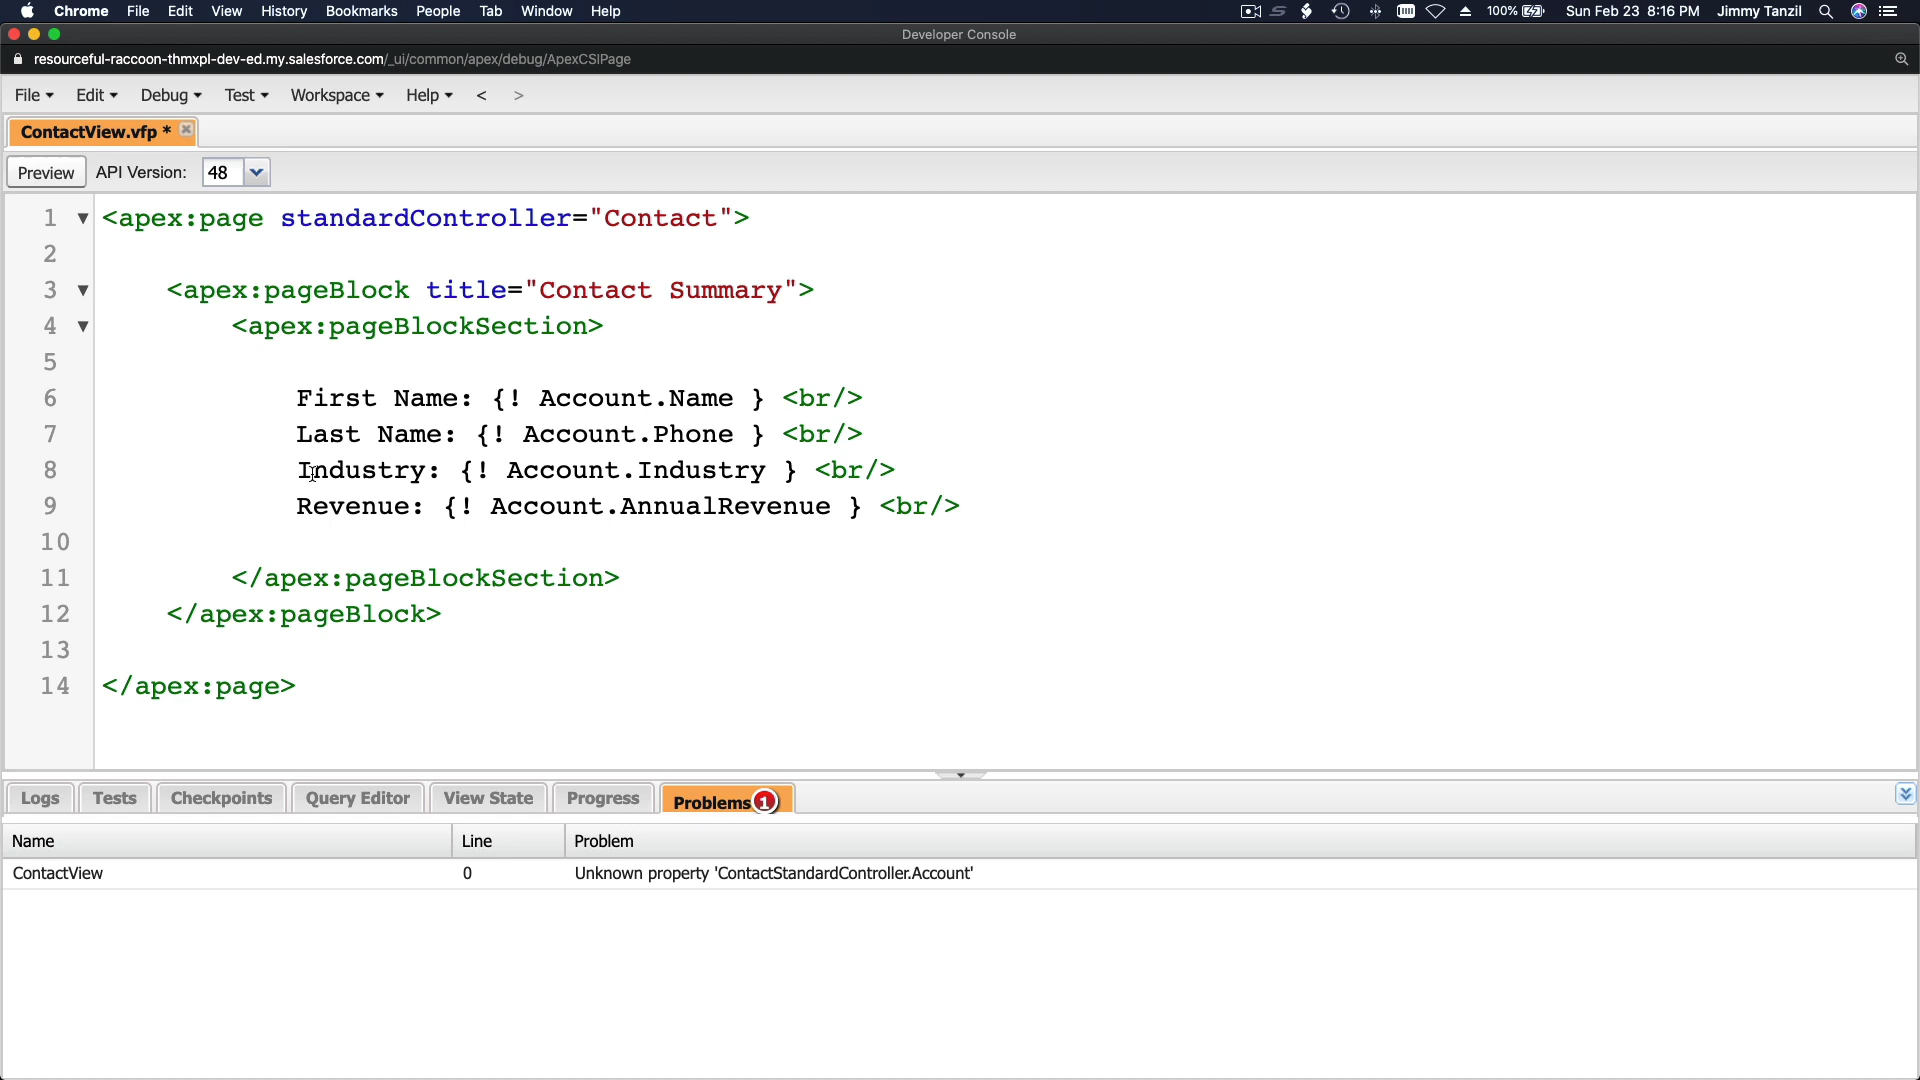 Chrome File Edit View History Bookmarks People Tab Window Help 100% Sun Feb 23 8:16 PM Jimmy Tanzil
Developer Console
resourceful-raccoon-thmxpl-dev-ed.my.salesforce.com/_ui/common/apex/debug/ApexCSIPage
File Edit Debug Test Workspace Help < >
ContactView.vfp *
Preview API Version: 48
1 <apex:page standardController="Contact">
2
3 <apex:pageBlock title="Contact Summary">
4 <apex:pageBlockSection>
5
6 First Name: {! Account.Name } <br/>
7 Last Name: {! Account.Phone } <br/>
8 Industry: {! Account.Industry } <br/>
9 Revenue: {! Account.AnnualRevenue } <br/>
10
11 </apex:pageBlockSection>
12 </apex:pageBlock>
13
14 </apex:page>
Logs Tests Checkpoints Query Editor View State Progress Problems 1
Name Line Problem
ContactView 0 Unknown property 'ContactStandardController.Account'